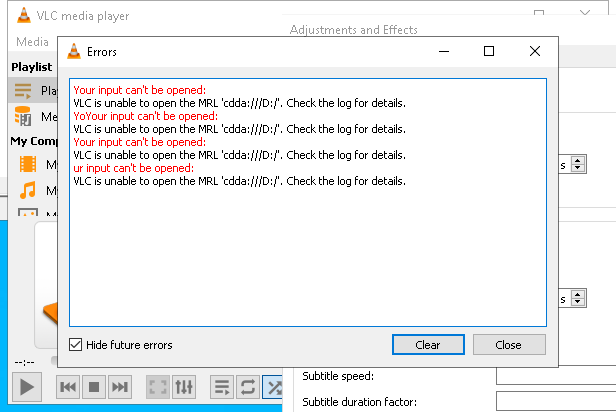 VLC media player
Adjustments and Effects
Media
Errors
Playlist
Your input can't be opened:
VLC is unable to open the MRL 'cdda:///D:/'. Check the log for details.
YoYour input can't be opened:
VLC is unable to open the MRL 'cdda:///D:/'. Check the log for details.
Your input can't be opened:
VLC is unable to open the MRL 'cdda:///D:/'. Check the log for details.
ur input can't be opened:
VLC is unable to open the MRL 'cdda:///D:/'. Check the log for details.
Pla
Me
My Comp
My
My
s
s
Hide future errors
Clear
Close
--:--
Subtitle speed:
Subtitle duration factor: